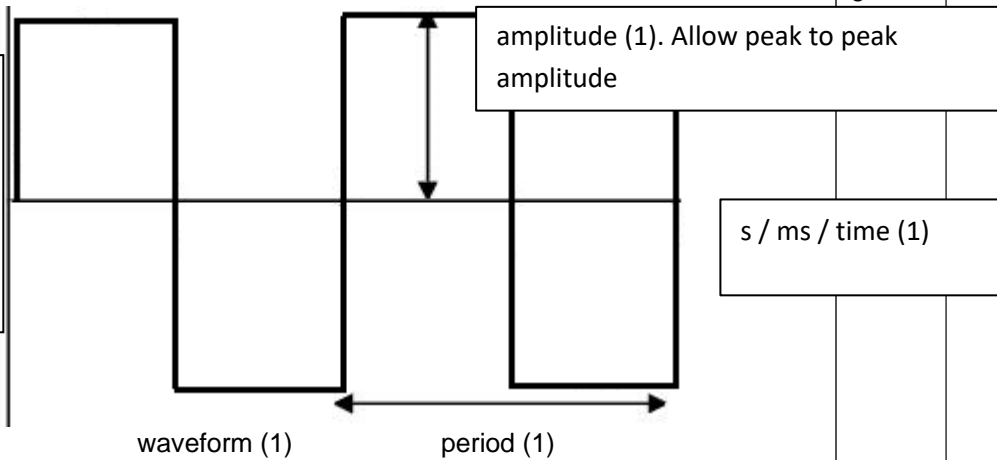 amplitude (1). Allow peak to peak
amplitude
s / ms / time (1)
waveform (1) period (1)